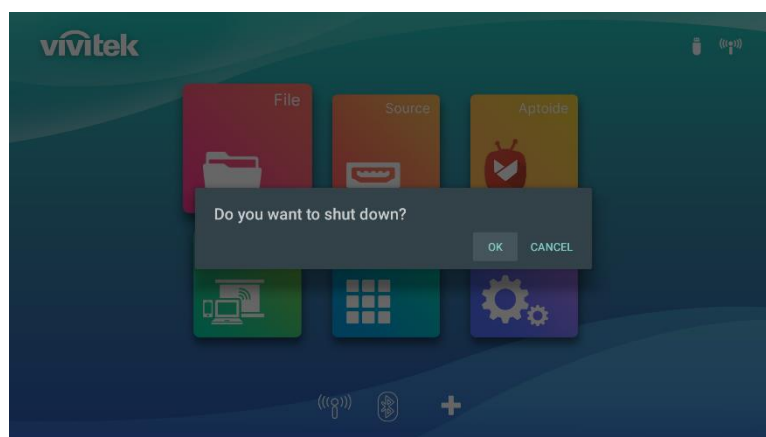 vivitek
File
Source
Aptoide
Do you want to shut down?
OK
CANCEL